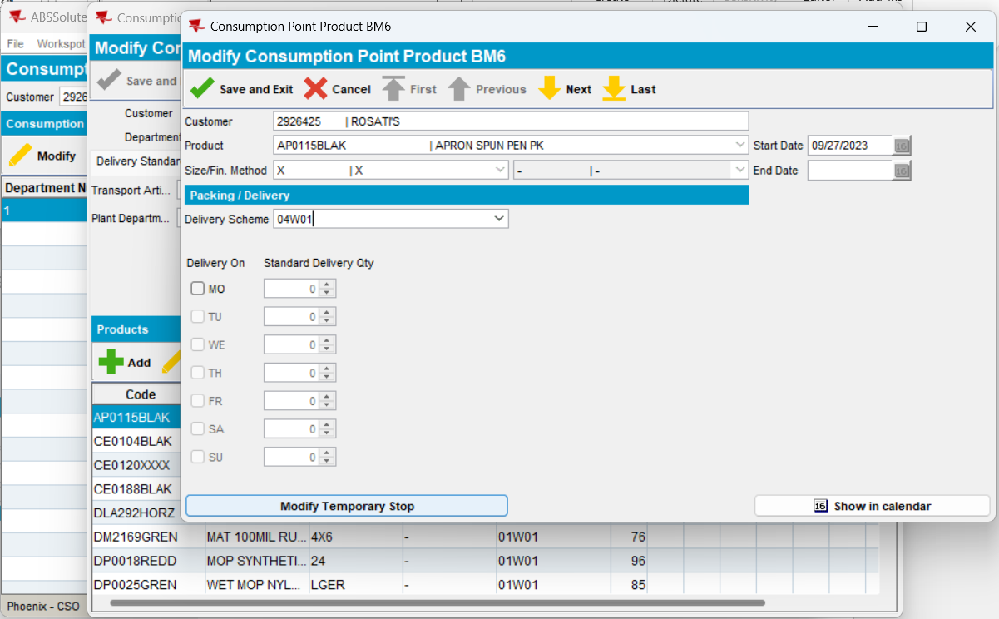 ABSSolute
File Workspot
Consumpt
Customer 2926
Consumption
Modify
Department N
1
Phoenix - CSO
Consumptio
Modify Con
Save and
Customer
Department
Delivery Standar
Transport Arti...
Plant Departm...
Products
Add
Code
AP0115BLAK
CE0104BLAK
CE0120XXXX
CE0188BLAK
DLA292HORZ
DM2169GREN MAT 100MIL RU... 4X6 - 01W01 76
DP0018REDD MOP SYNTHETI... 24 - 01W01 96
DP0025GREN WET MOP NYL... LGER - 01W01 85
Consumption Point Product BM6
Modify Consumption Point Product BM6
Save and Exit Cancel First Previous Next Last
Customer 2926425 | ROSATI'S
Product AP0115BLAK | APRON SPUN PEN PK Start Date 09/27/2023 16
Size/Fin. Method X | X - | - End Date 16
Packing / Delivery
Delivery Scheme 04W01
Delivery On Standard Delivery Qty
MO 0
TU 0
WE 0
TH 0
FR 0
SA 0
SU 0
Modify Temporary Stop 16 Show in calendar